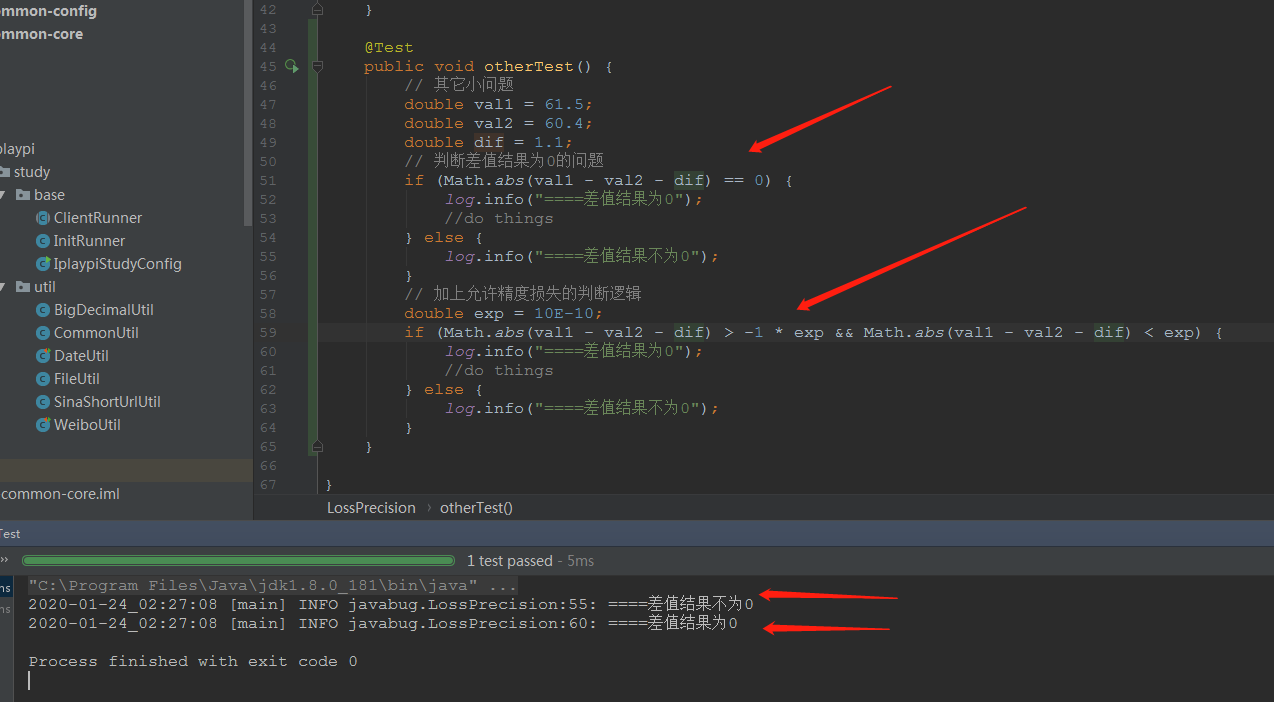 mmon-config
mmon-core
playpi
study
base
ClientRunner
InitRunner
IplaypiStudyConfig
util
BigDecimalUtil
CommonUtil
DateUtil
FileUtil
SinaShortUrlUtil
WeiboUtil
common-core.iml
42 }
43
44 @Test
45 public void otherTest() {
46 // 其它小问题
47 double val1 = 61.5;
48 double val2 = 60.4;
49 double dif = 1.1;
50 // 判断差值结果为0的问题
51 if (Math.abs(val1 - val2 - dif) == 0) {
52 log.info("====差值结果为0");
53 //do things
54 } else {
55 log.info("====差值结果不为0");
56 }
57 // 加上允许精度损失的判断逻辑
58 double exp = 10E-10;
59 if (Math.abs(val1 - val2 - dif) > -1 * exp && Math.abs(val1 - val2 - dif) < exp) {
60 log.info("====差值结果为0");
61 //do things
62 } else {
63 log.info("====差值结果不为0");
64 }
65 }
66
67 }
LossPrecision › otherTest()
Test
» 1 test passed - 5ms
ns "C:\Program Files\Java\jdk1.8.0_181\bin\java" ...
ns 2020-01-24_02:27:08 [main] INFO javabug.LossPrecision:55: ====差值结果不为0
2020-01-24_02:27:08 [main] INFO javabug.LossPrecision:60: ====差值结果为0
Process finished with exit code 0